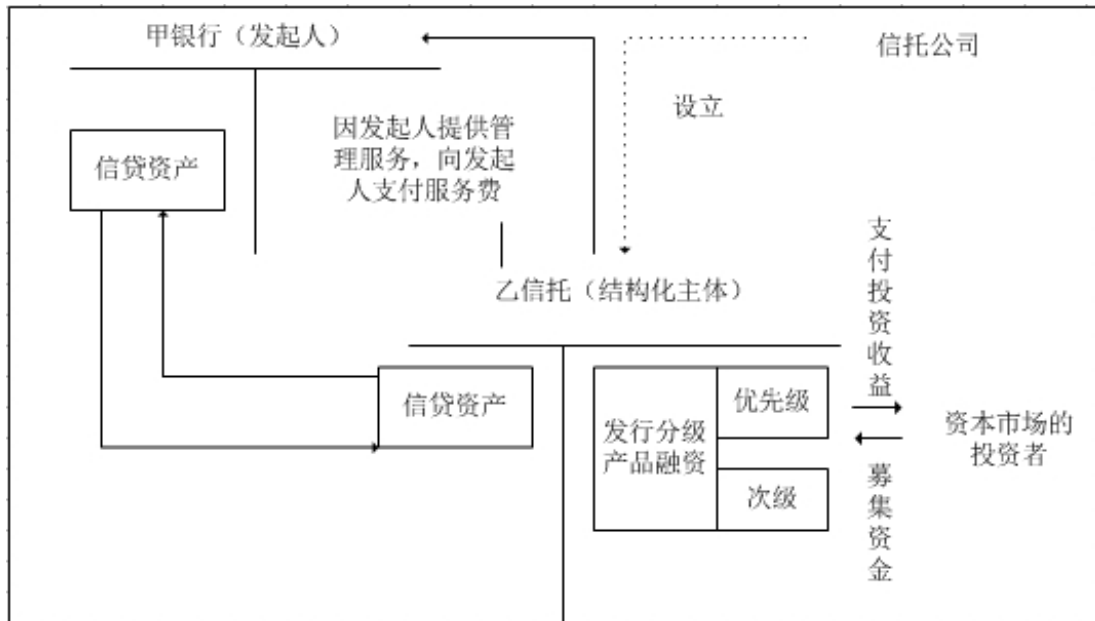 甲银行（发起人）
信托公司
设立
因发起人提供管
理服务，向发起
人支付服务费
信贷资产
乙信托（结构化主体）
信贷资产
发行分级
产品融资
优先级
次级
支付投资收益
募集资金
资本市场的
投资者